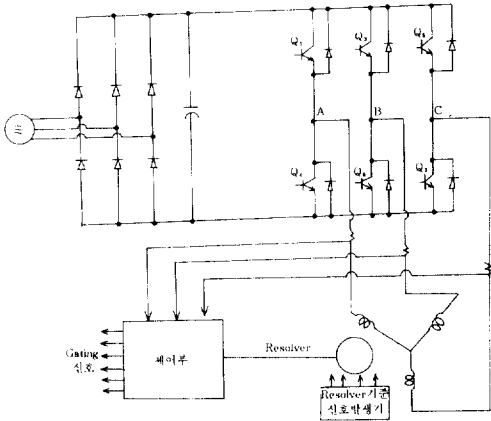 Q₁
Q₃
Q₅
A
B
C
Q₄
Q₆
Q₂
Gating
신호
제어부
Resolver
Resolver 기준
신호발생기